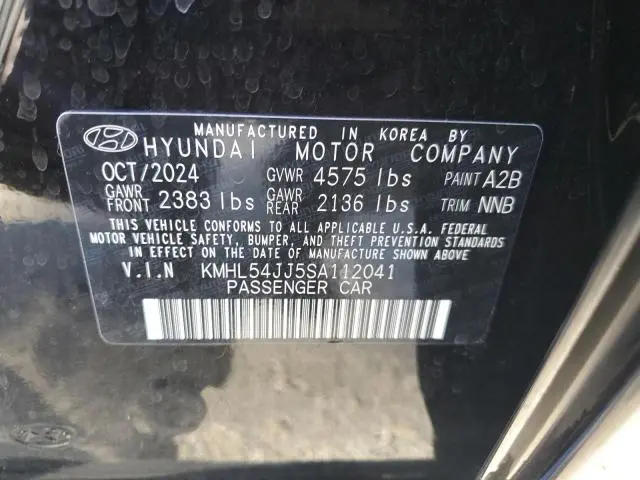 MANUFACTURED IN KOREA BY
HYUNDAI MOTOR COMPANY
OCT/2024 GVWR 4575 lbs PAINT A2B
GAWR FRONT 2383 lbs GAWR REAR 2136 lbs TRIM NNB
THIS VEHICLE CONFORMS TO ALL APPLICABLE U.S.A. FEDERAL
MOTOR VEHICLE SAFETY, BUMPER, AND THEFT PREVENTION STANDARDS
IN EFFECT ON THE DATE OF MANUFACTURE SHOWN ABOVE.
V.I.N KMHL54JJ5SA112041
PASSENGER CAR